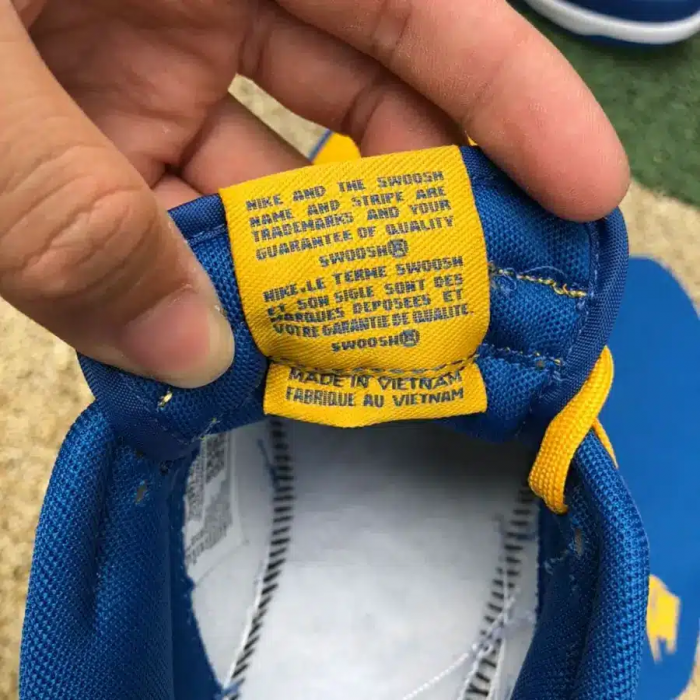 NIKE AND THE SWOOSH
NAME AND STRIPE ARE
TRADEMARKS AND YOUR
GUARANTEE OF QUALITY
SWOOSH®
NIKE.LE TERME SWOOSH
ET SON SIGLE SONT DES
MARQUES DEPOSEES ET
VOTRE GARANTIE DE QUALITE.
SWOOSH®
MADE IN VIETNAM
FABRIQUE AU VIETNAM